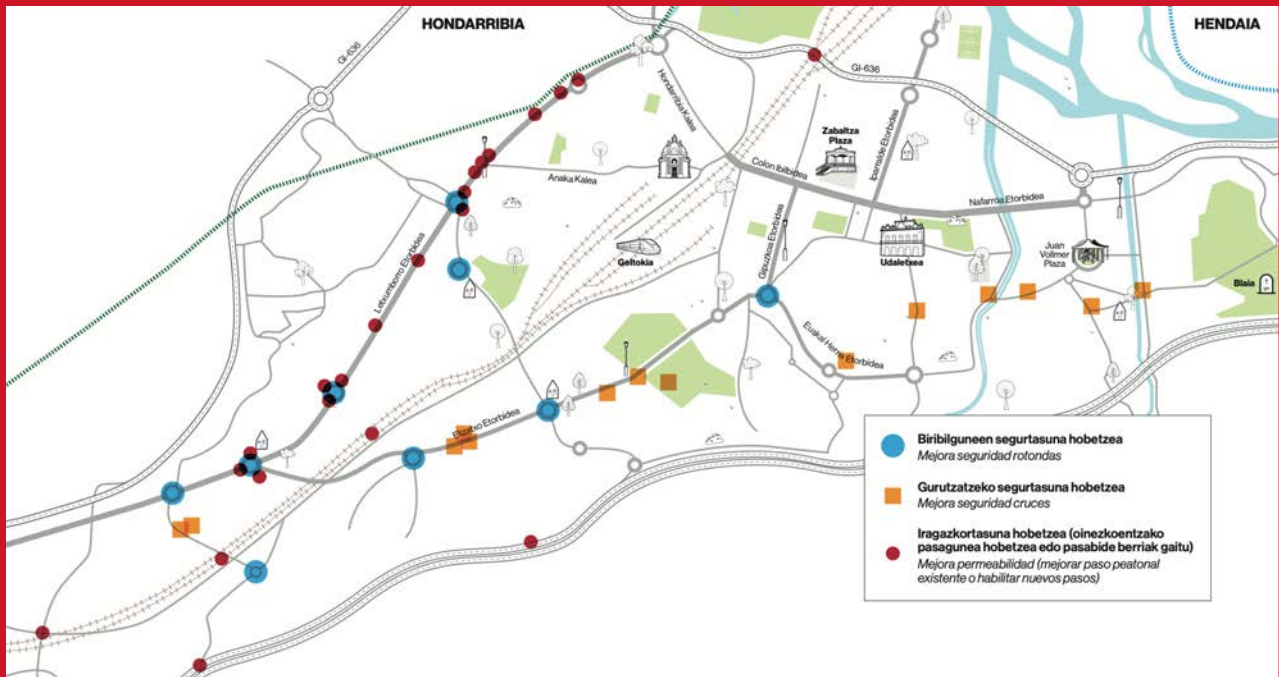 HONDARRIBIA
HENDAIA
GI-636
GI-636
Hondarribia Kalea
Iparralde Etorbidea
Zabaltza
Plaza
Colon Ibilbidea
Anaka Kalea
Nafarroa Etorbidea
Gipuzkoa Etorbidea
Letxumborro Etorbidea
Geltokia
Udaletxea
Juan
Vollmer
Plaza
Blaia
Euskal Herria Etorbidea
Elizatxo Etorbidea
Biribilguneen segurtasuna hobetzea
Mejora seguridad rotondas
Gurutzatzeko segurtasuna hobetzea
Mejora seguridad cruces
Iragazkortasuna hobetzea (oinezkoentzako
pasagunea hobetzea edo pasabide berriak gaitu)
Mejora permeabilidad (mejorar paso peatonal
existente o habilitar nuevos pasos)